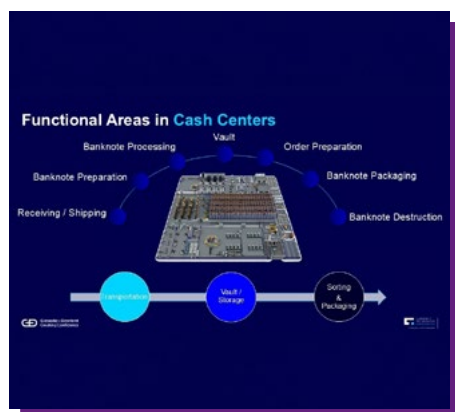 Functional Areas in Cash Centers
Vault
Banknote Processing
Order Preparation
Banknote Preparation
Banknote Packaging
Receiving / Shipping
Banknote Destruction
Transportation
Vault /
Storage
Sorting
&
Packaging